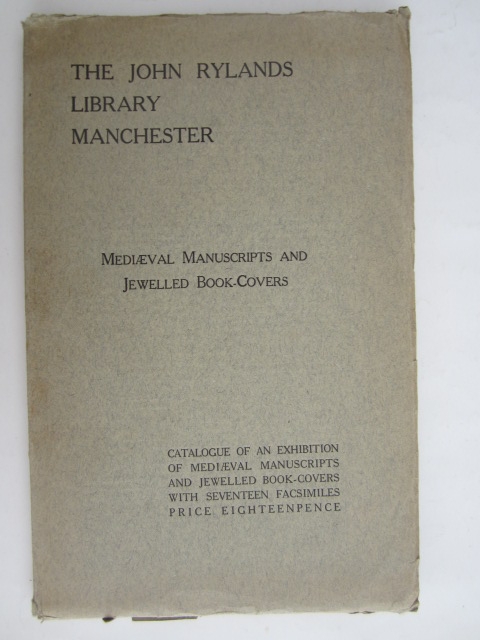 THE JOHN RYLANDS
LIBRARY
MANCHESTER
MEDIÆVAL MANUSCRIPTS AND
JEWELLED BOOK-COVERS
CATALOGUE OF AN EXHIBITION
OF MEDIÆVAL MANUSCRIPTS
AND JEWELLED BOOK-COVERS
WITH SEVENTEEN FACSIMILES
PRICE EIGHTEENPENCE